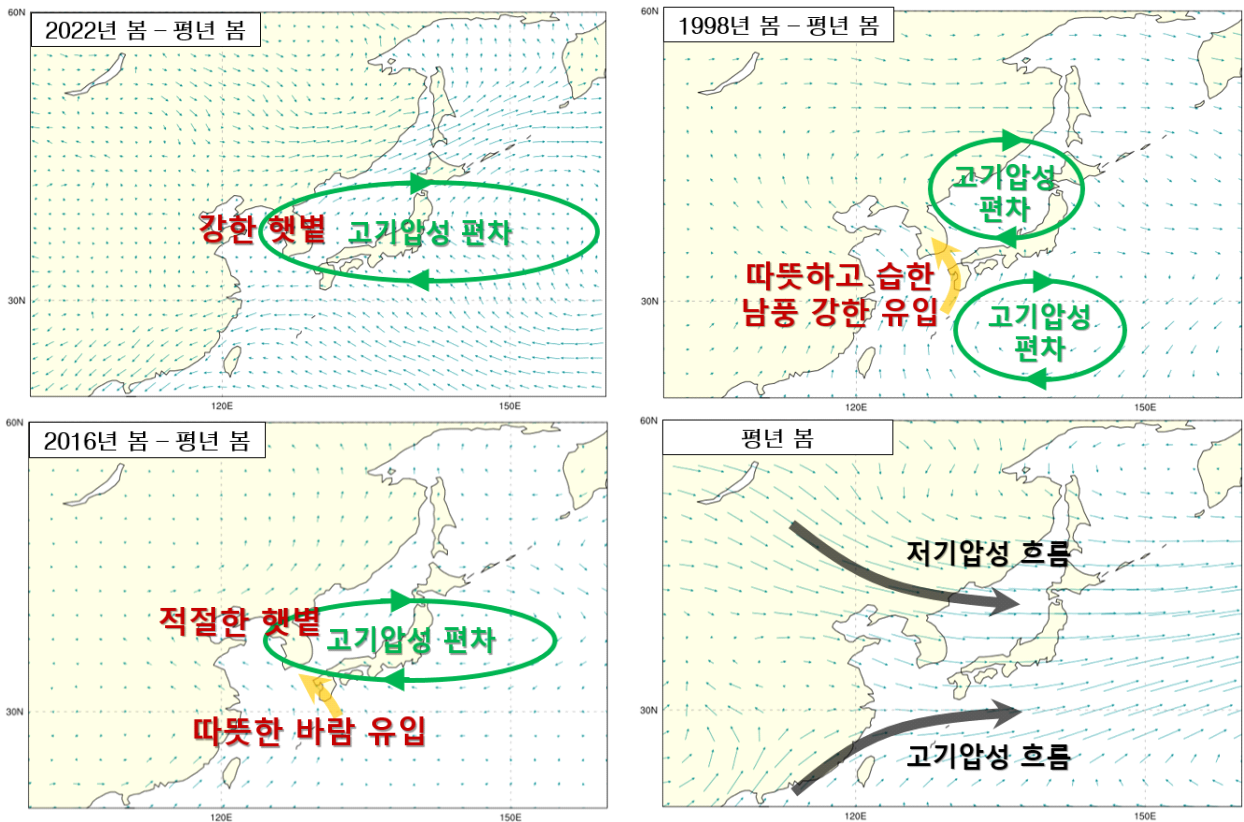 2022년 봄 – 평년 봄
60N
30N
120E
150E
강한 햇볕
고기압성 편차
1998년 봄 – 평년 봄
60N
30N
120E
150E
고기압성
편차
따뜻하고 습한
남풍 강한 유입
고기압성
편차
2016년 봄 – 평년 봄
60N
30N
120E
150E
적절한 햇볕
고기압성 편차
따뜻한 바람 유입
평년 봄
60N
30N
120E
150E
저기압성 흐름
고기압성 흐름